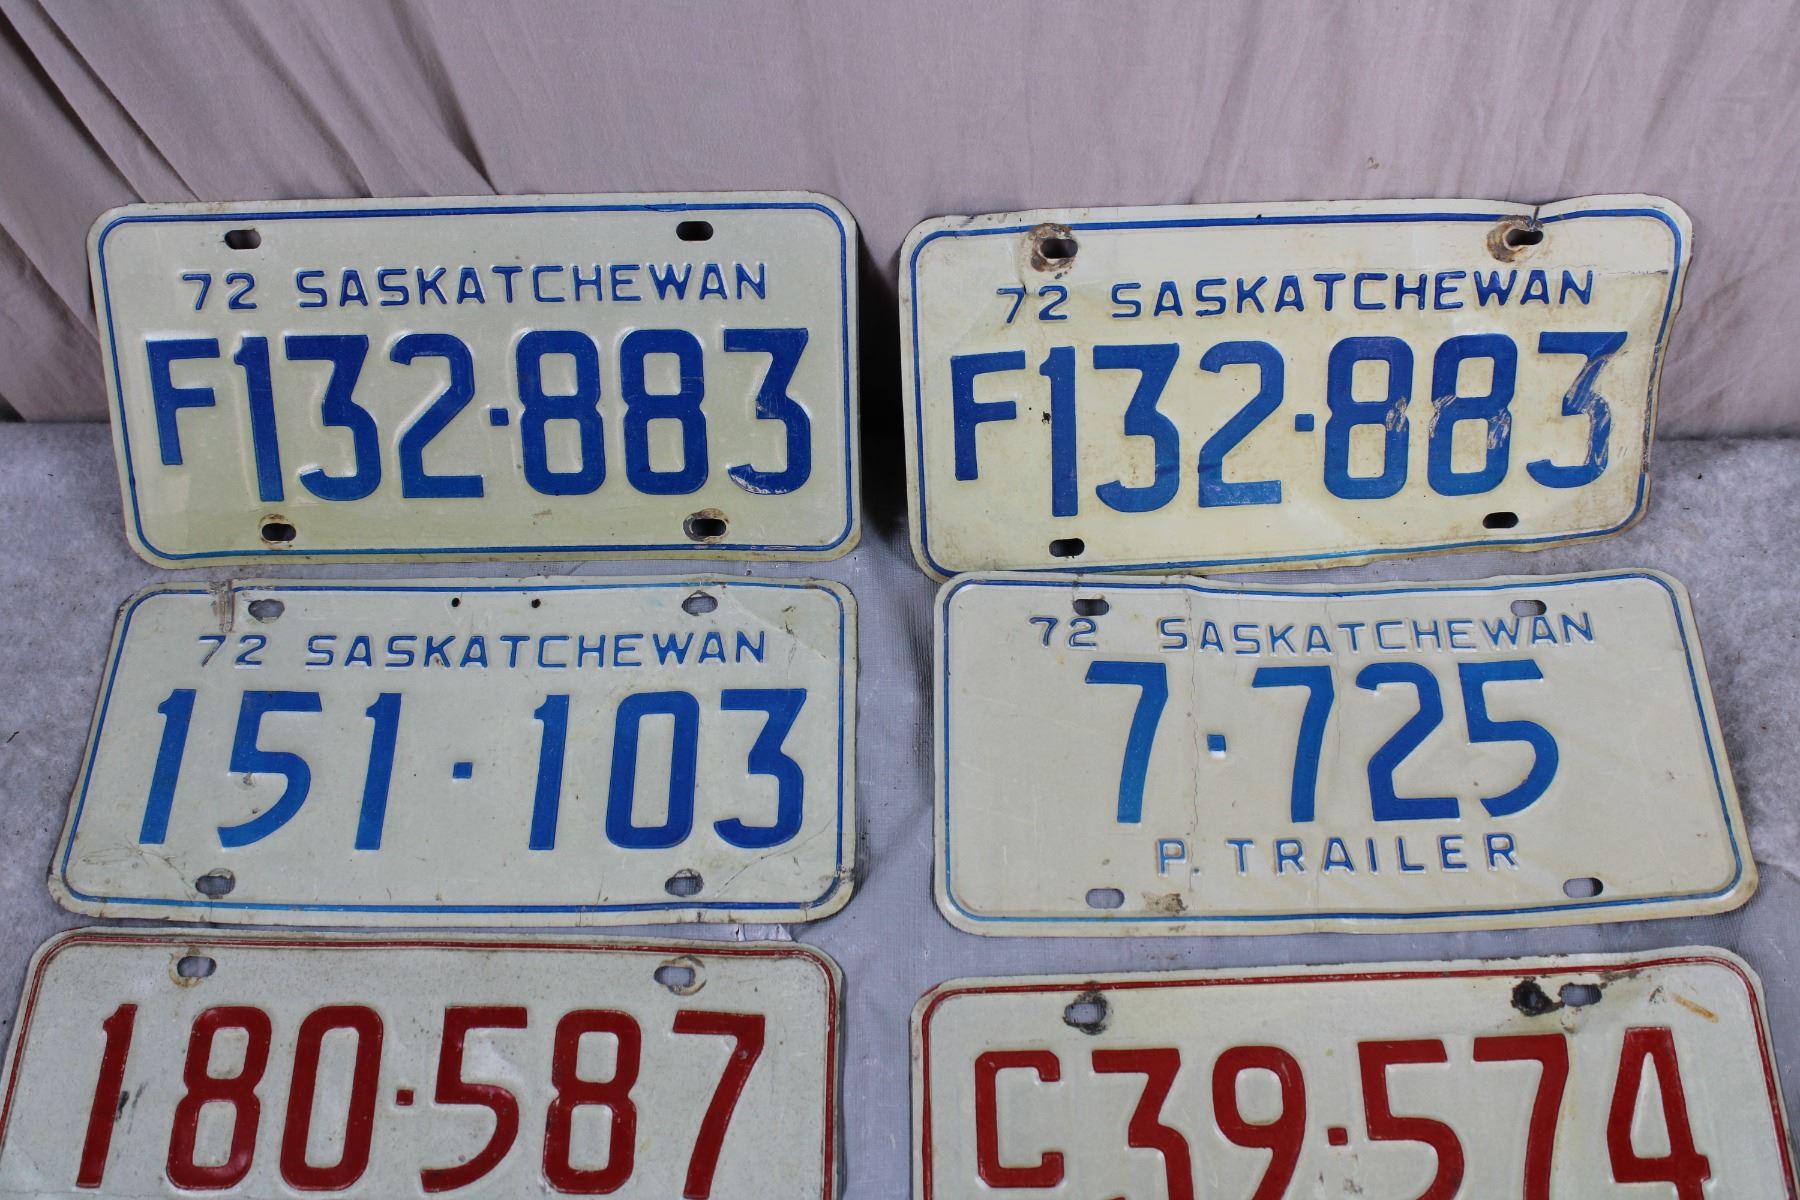 72 SASKATCHEWAN
F132·883
72 SASKATCHEWAN
F132·883
72 SASKATCHEWAN
151·103
72 SASKATCHEWAN
7·725
P. TRAILER
180·587
C39·574